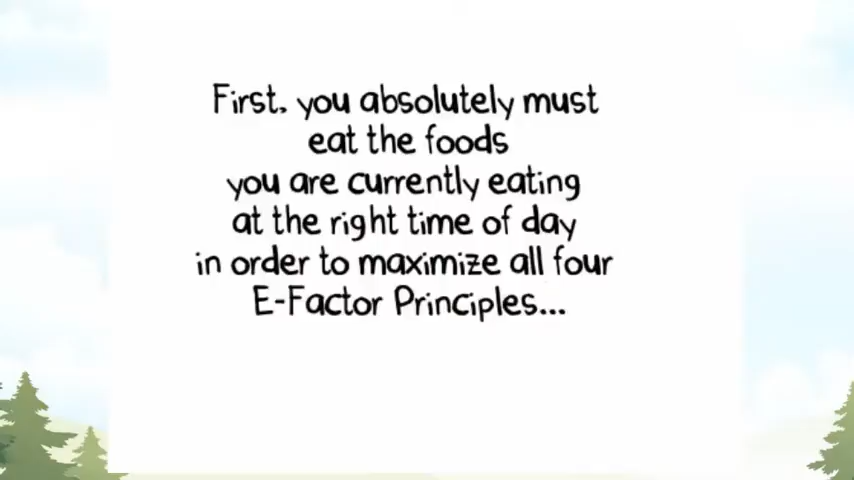 First, you absolutely must
eat the foods
you are currently eating
at the right time of day
in order to maximize all four
E-Factor Principles...